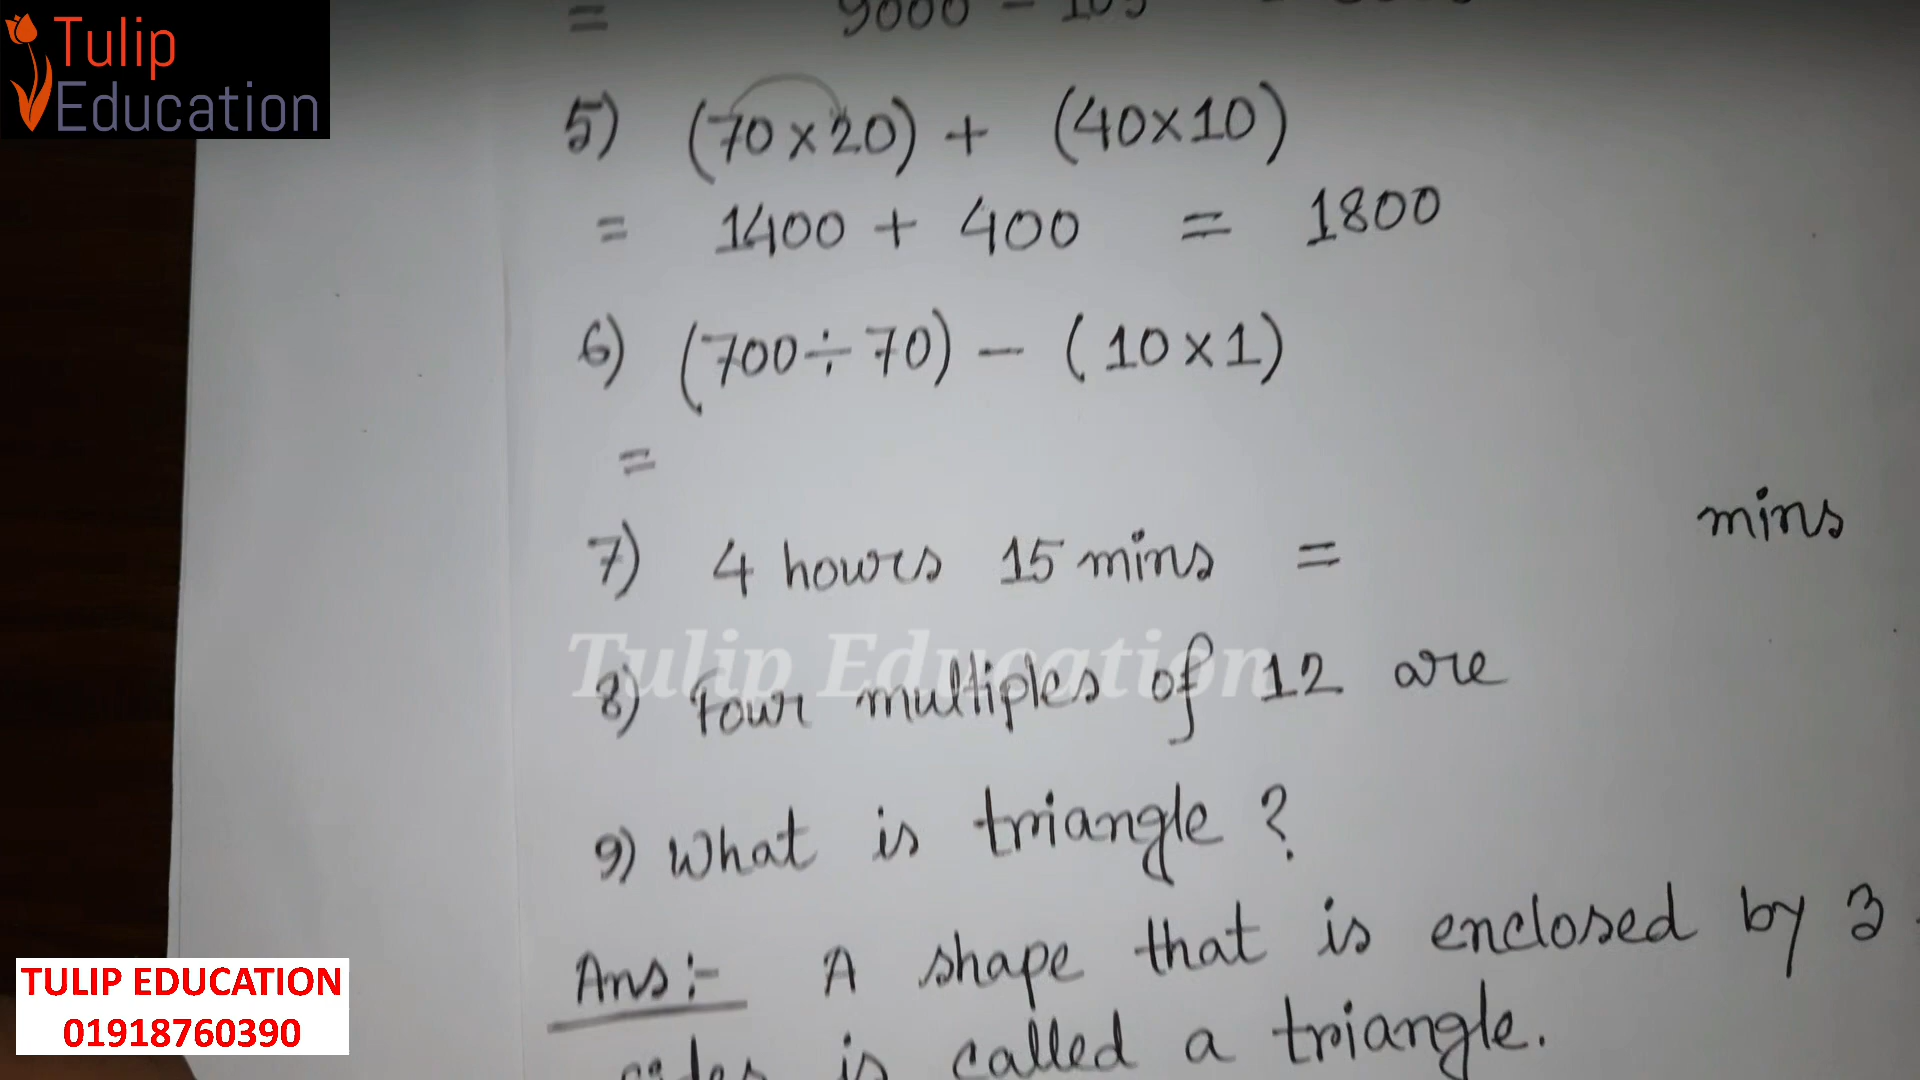 Tulip
Education
= 9000 - 105
5) (70×20) + (40×10)
= 1400 + 400 = 1800
6) (700÷70) - (10×1)
=
7) 4 hours 15 mins = mins
Tulip Education
8) Four multiples of 12 are
9) What is triangle?
Ans:- A shape that is enclosed by 3
is called a triangle.
TULIP EDUCATION
01918760390